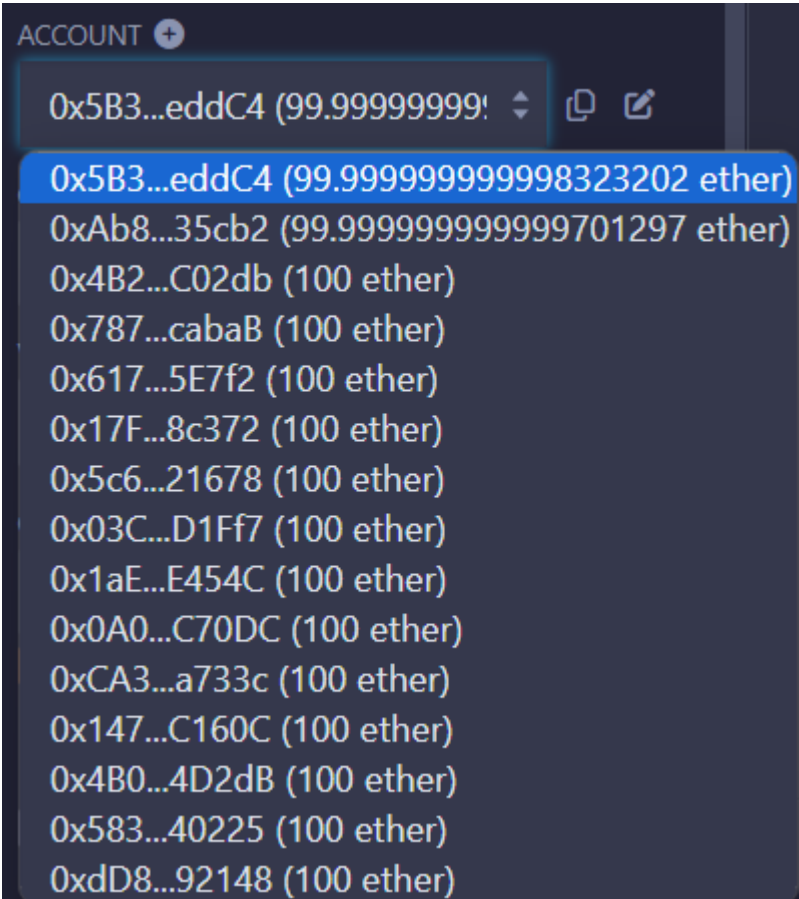 ACCOUNT
0x5B3...eddC4 (99.999999999
0x5B3...eddC4 (99.999999999998323202 ether)
0xAb8...35cb2 (99.999999999999701297 ether)
0x4B2...C02db (100 ether)
0x787...cabaB (100 ether)
0x617...5E7f2 (100 ether)
0x17F...8c372 (100 ether)
0x5c6...21678 (100 ether)
0x03C...D1Ff7 (100 ether)
0x1aE...E454C (100 ether)
0x0A0...C70DC (100 ether)
0xCA3...a733c (100 ether)
0x147...C160C (100 ether)
0x4B0...4D2dB (100 ether)
0x583...40225 (100 ether)
0xdD8...92148 (100 ether)